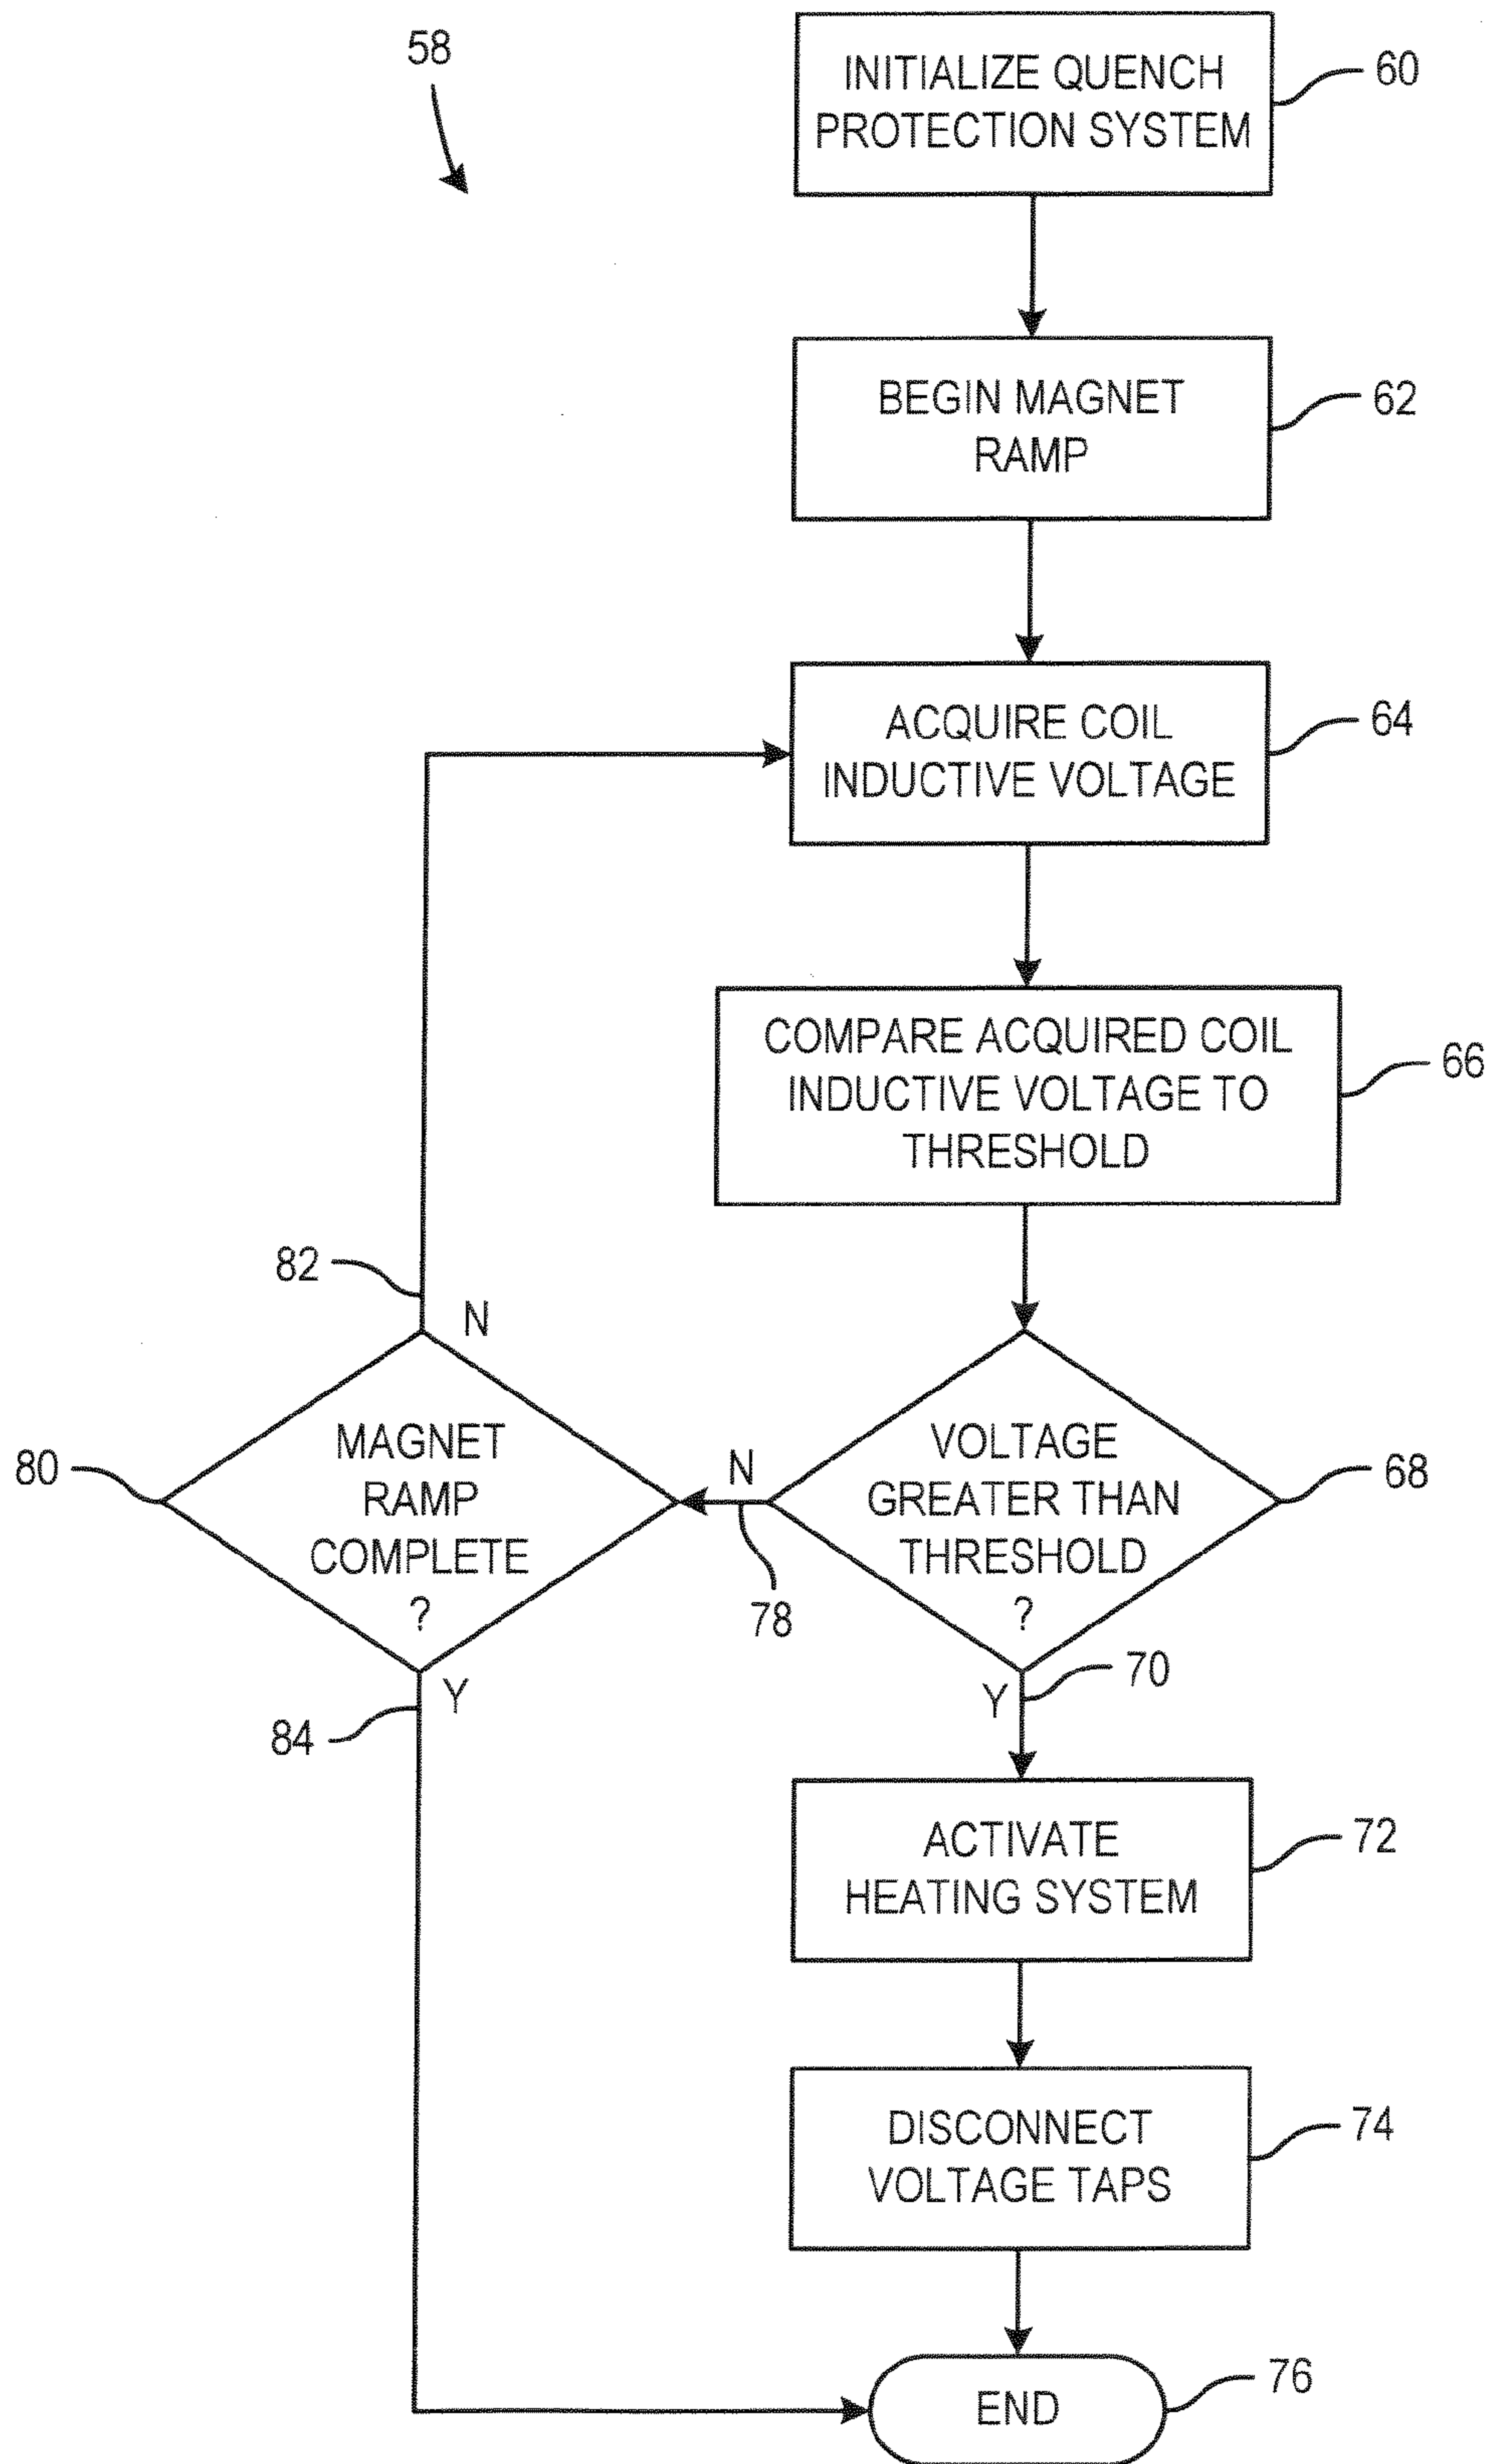 58
INITIALIZE QUENCH
PROTECTION SYSTEM
60
BEGIN MAGNET
RAMP
62
ACQUIRE COIL
INDUCTIVE VOLTAGE
64
COMPARE ACQUIRED COIL
INDUCTIVE VOLTAGE TO
THRESHOLD
66
82
N
MAGNET
RAMP
COMPLETE
?
80
N
78
VOLTAGE
GREATER THAN
THRESHOLD
?
68
Y
84
Y
70
ACTIVATE
HEATING SYSTEM
72
DISCONNECT
VOLTAGE TAPS
74
END
76